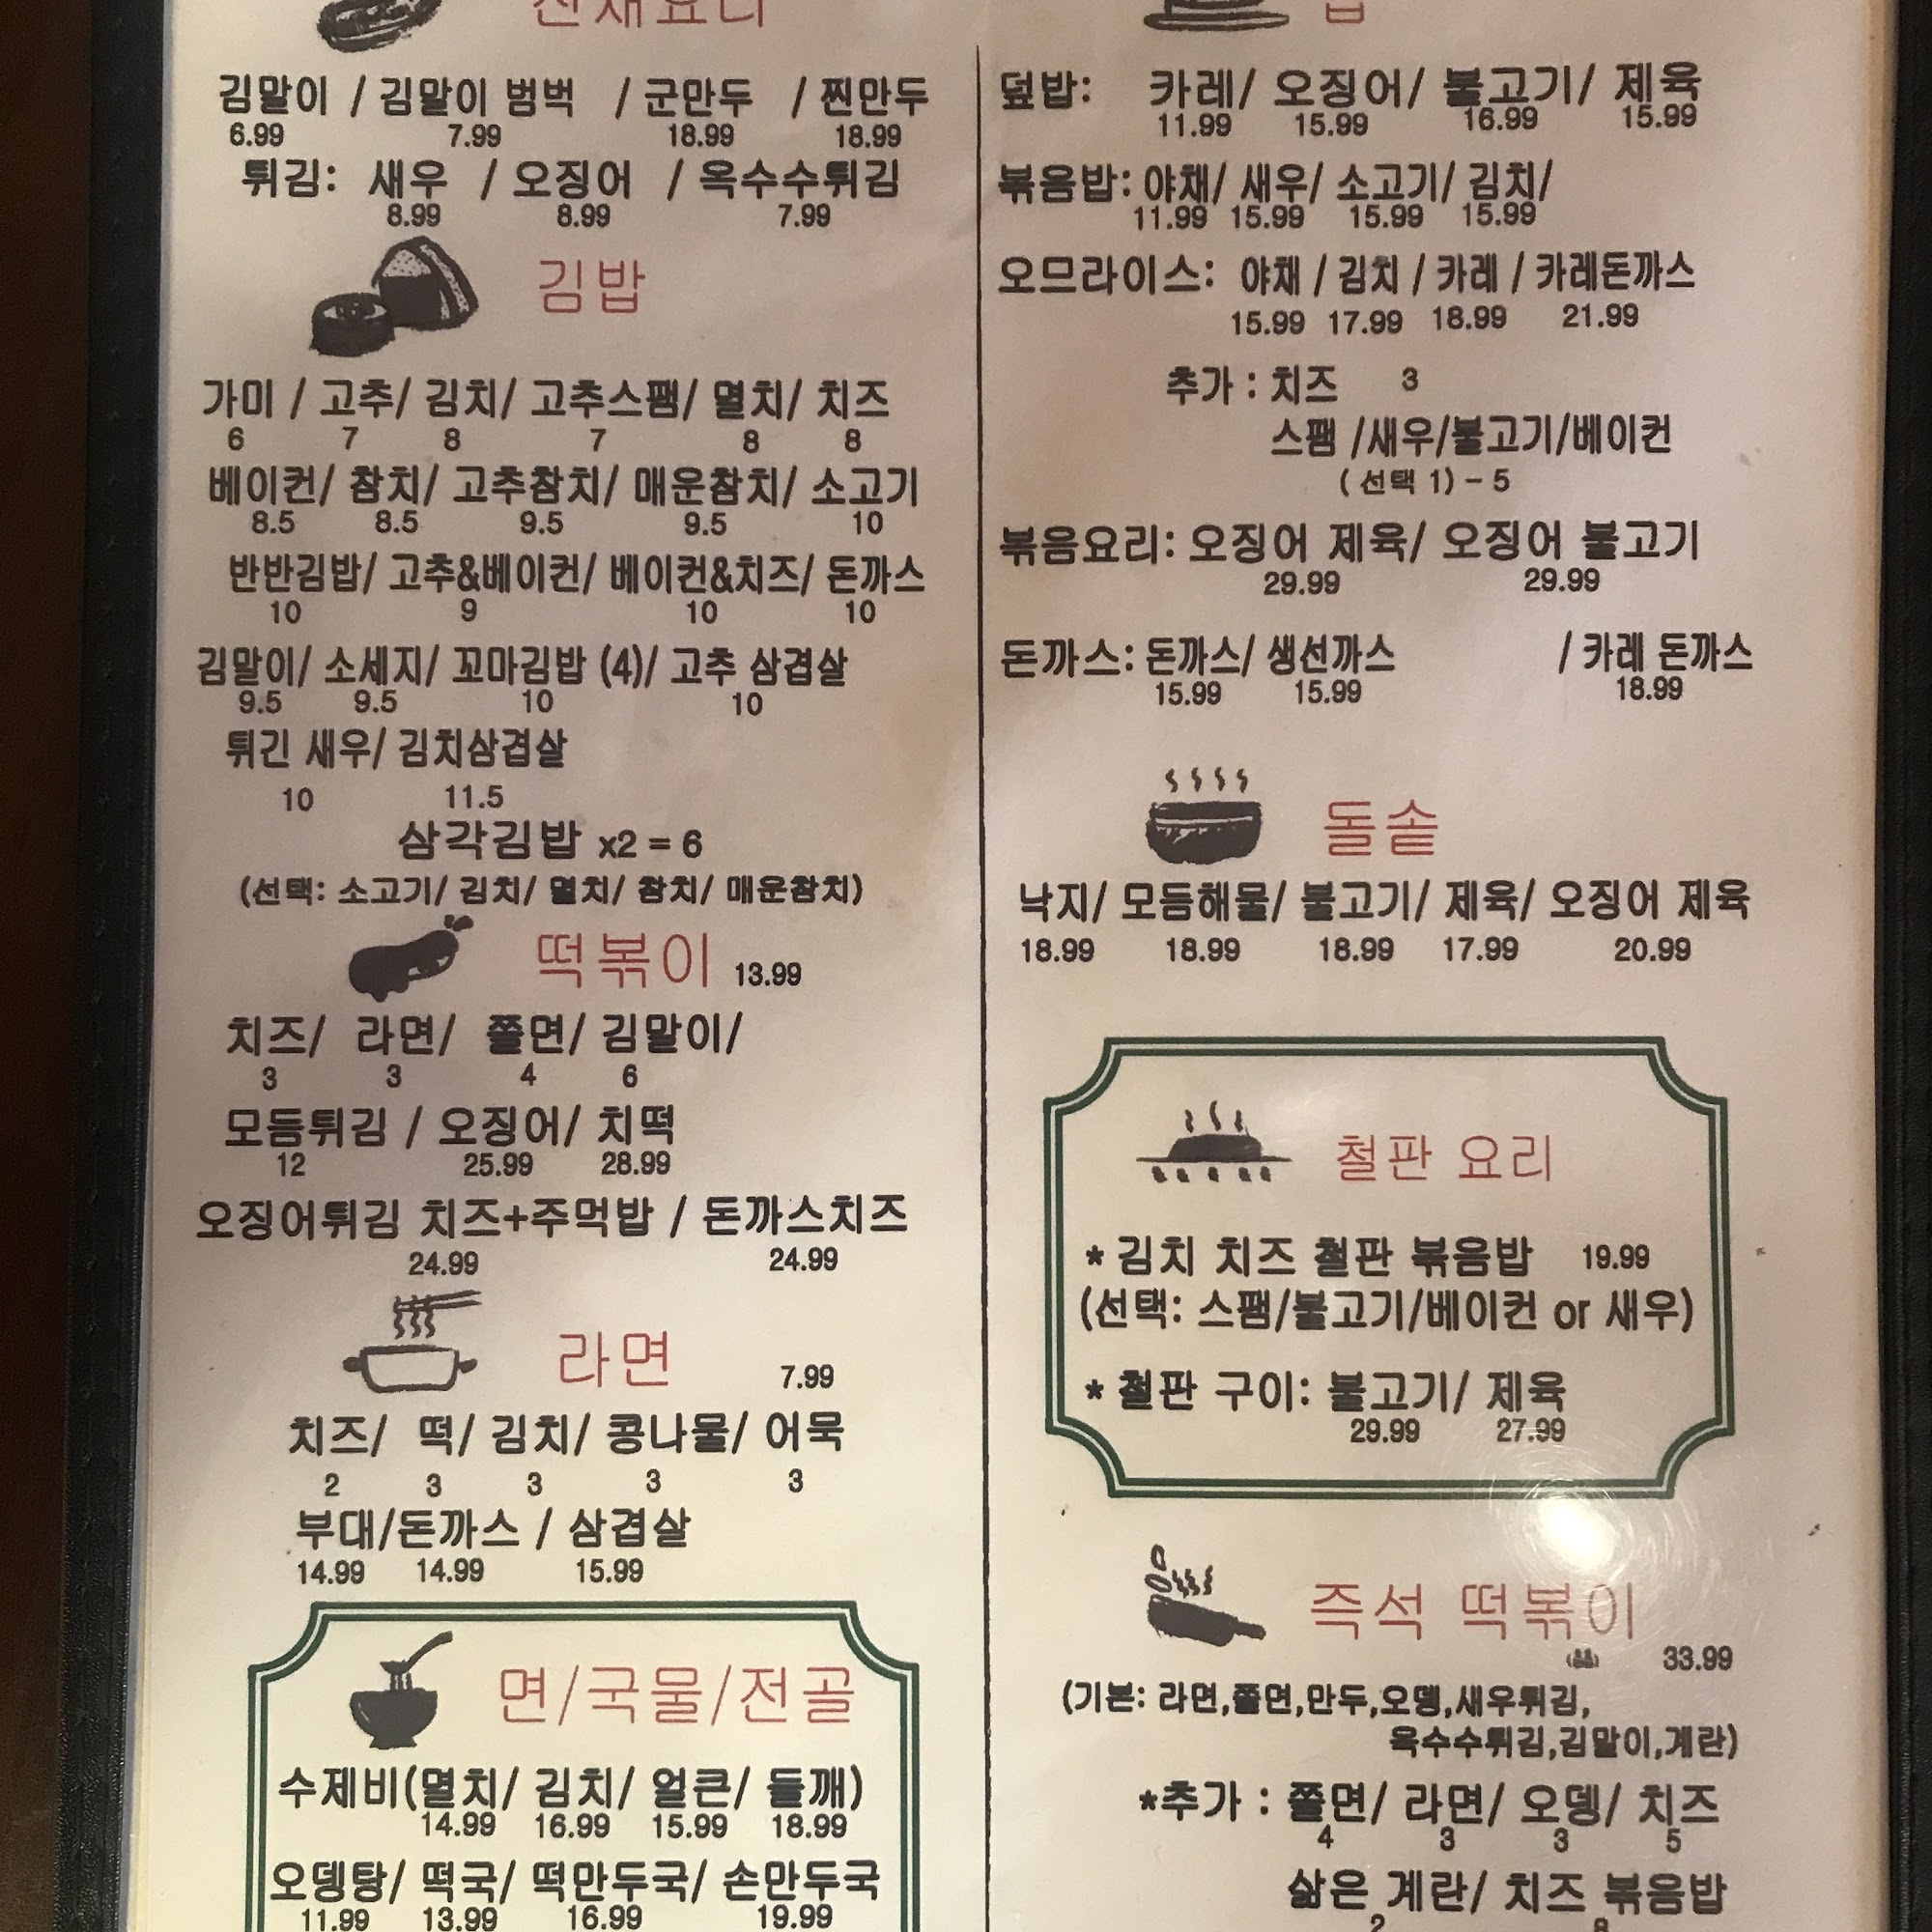 전채요리
김말이 / 김말이 범벅 / 군만두 / 찐만두
6.99 7.99 18.99 18.99
튀김: 새우 / 오징어 / 옥수수튀김
8.99 8.99 7.99
김밥
가미 / 고추/ 김치/ 고추스팸/ 멸치/ 치즈
6 7 8 7 8 8
베이컨/ 참치/ 고추참치/ 매운참치/ 소고기
8.5 8.5 9.5 9.5 10
반반김밥/ 고추&베이컨/ 베이컨&치즈/ 돈까스
10 9 10 10
김말이/ 소세지/ 꼬마김밥 (4)/ 고추 삼겹살
9.5 9.5 10 10
튀긴 새우/ 김치삼겹살
10 11.5
삼각김밥 x2 = 6
(선택: 소고기/ 김치/ 멸치/ 참치/ 매운참치)
떡볶이 13.99
치즈/ 라면/ 쫄면/ 김말이/
3 3 4 6
모듬튀김 / 오징어/ 치떡
12 25.99 28.99
오징어튀김 치즈+주먹밥 / 돈까스치즈
24.99 24.99
라면 7.99
치즈/ 떡/ 김치/ 콩나물/ 어묵
2 3 3 3 3
부대/돈까스 / 삼겹살
14.99 14.99 15.99
면/국물/전골
수제비(멸치/ 김치/ 얼큰/ 들깨)
14.99 16.99 15.99 18.99
오뎅탕/ 떡국/ 떡만두국/ 손만두국
11.99 13.99 16.99 19.99
밥
덮밥: 카레/ 오징어/ 불고기/ 제육
11.99 15.99 16.99 15.99
볶음밥: 야채/ 새우/ 소고기/ 김치/
11.99 15.99 15.99 15.99
오므라이스: 야채 / 김치 / 카레 / 카레돈까스
15.99 17.99 18.99 21.99
추가 : 치즈 3
스팸 /새우/불고기/베이컨
( 선택 1) – 5
볶음요리: 오징어 제육/ 오징어 불고기
29.99 29.99
돈까스: 돈까스/ 생선까스 / 카레 돈까스
15.99 15.99 18.99
돌솥
낙지/ 모듬해물/ 불고기/ 제육/ 오징어 제육
18.99 18.99 18.99 17.99 20.99
철판 요리
* 김치 치즈 철판 볶음밥 19.99
(선택: 스팸/불고기/베이컨 or 새우)
* 철판 구이: 불고기/ 제육
29.99 27.99
즉석 떡볶이
33.99
(기본: 라면,쫄면,만두,오뎅,새우튀김,
옥수수튀김,김말이,계란)
*추가 : 쫄면/ 라면/ 오뎅/ 치즈
4 3 3 5
삶은 계란/ 치즈 볶음밥
2 8